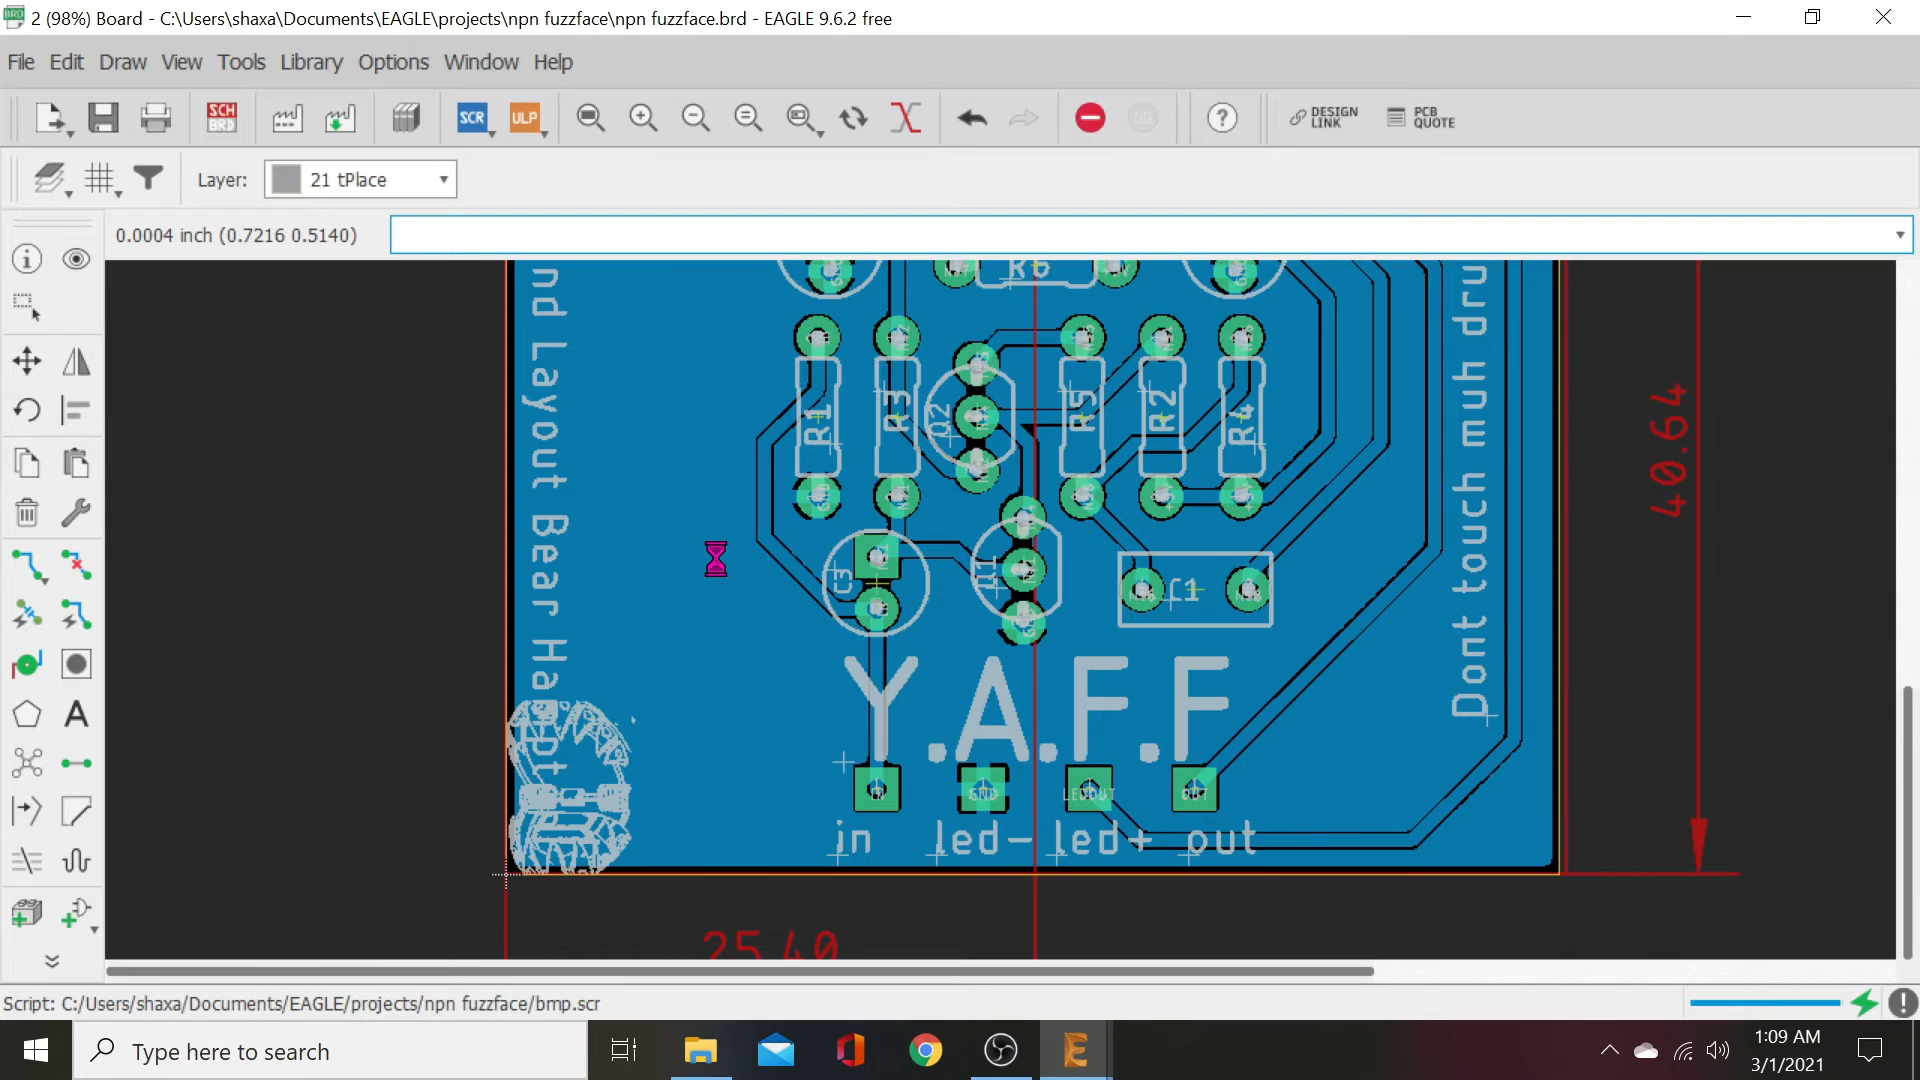 2 (98%) Board - C:\Users\shaxa\Documents\EAGLE\projects\npn fuzzface\npn fuzzface.brd - EAGLE 9.6.2 free
File Edit Draw View Tools Library Options Window Help
SCH
BRD
SCR
ULP
DESIGN
LINK
PCB
QUOTE
Layer:
21 tPlace
0.0004 inch (0.7216 0.5140)
R6
nd Layout Bear Ha
Dont touch muh dru
40.64
R1
R3
Q2
R5
R2
R4
C3
C1
Y.A.F.F
IN
GND
LEDOUT
OUT
in led- led+ out
25.40
Script: C:/Users/shaxa/Documents/EAGLE/projects/npn fuzzface/bmp.scr
Type here to search
1:09 AM
3/1/2021